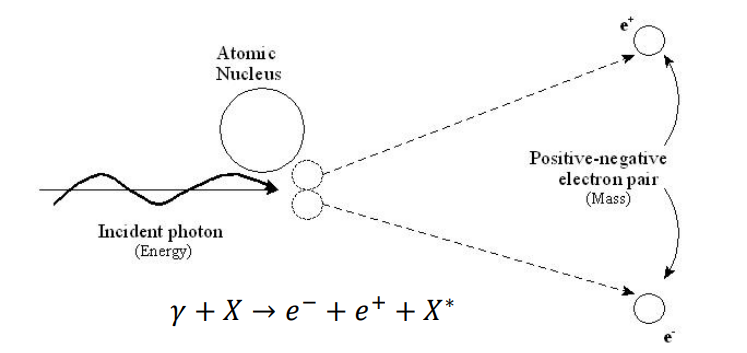 e⁺
Atomic
Nucleus
Positive-negative
electron pair
(Mass)
Incident photon
(Energy)
γ + X → e⁻ + e⁺ + X*
e⁻